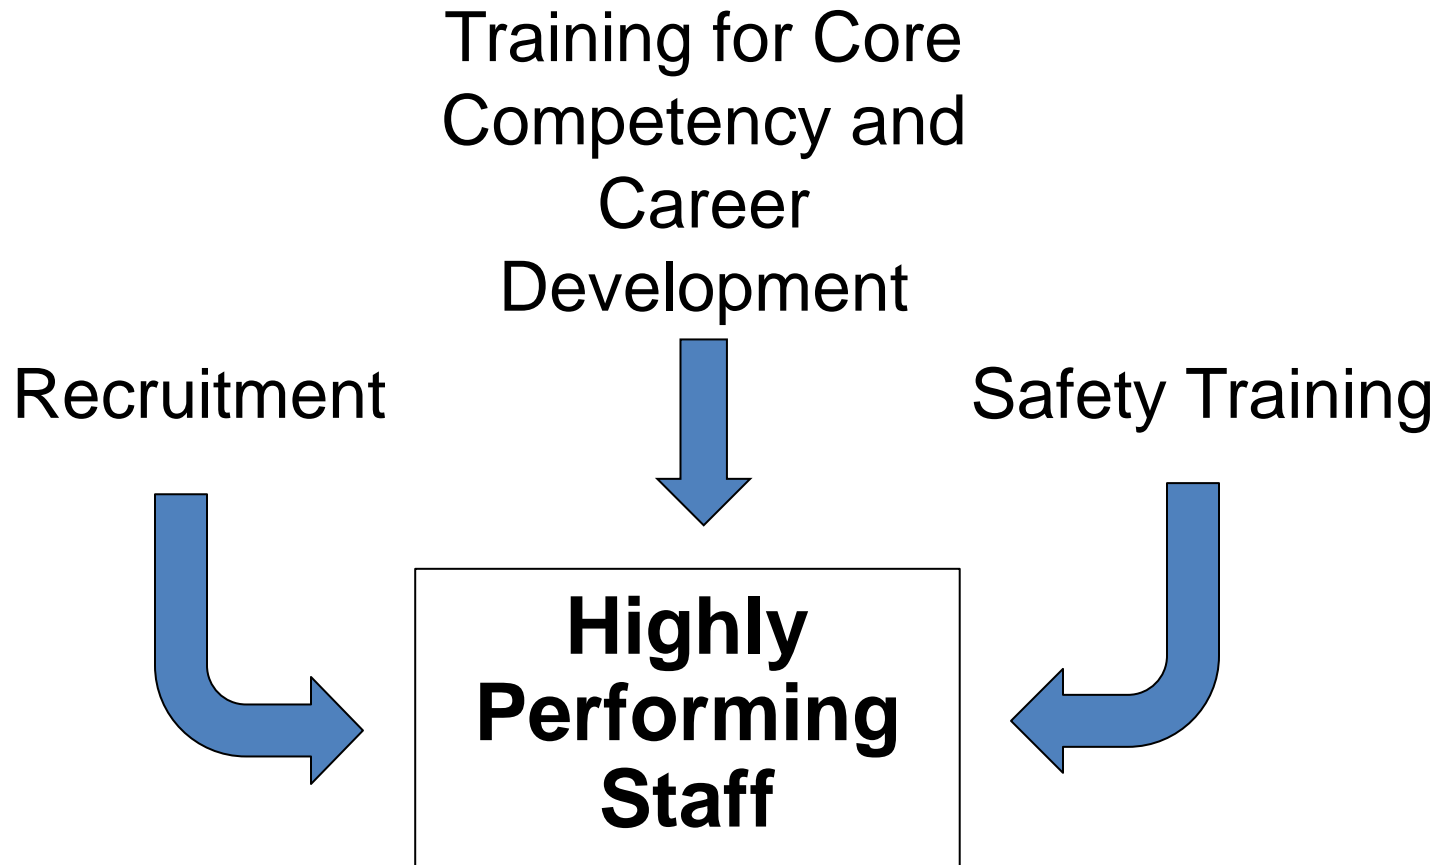 Training for Core
Competency and
Career
Development
Recruitment
Safety Training
Highly
Performing
Staff